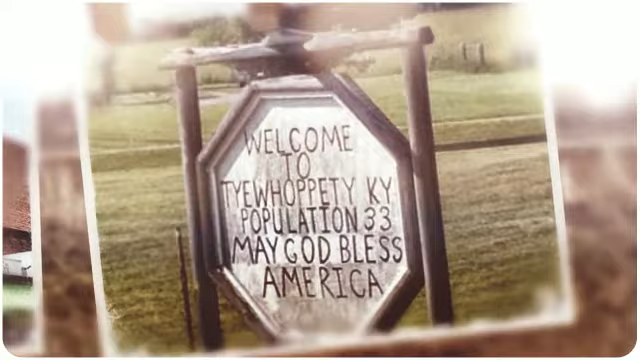 WELCOME
TO
TYEWHOPPETY KY
POPULATION 33
MAY GOD BLESS
AMERICA